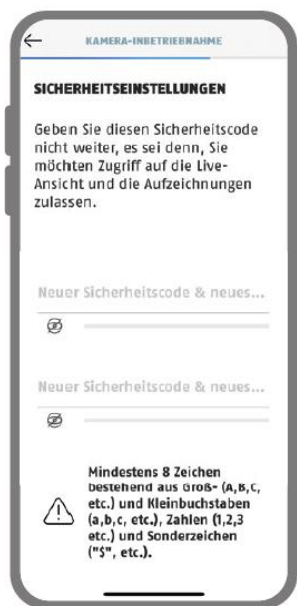 KAMERA-INBETRIEBNAHME
SICHERHEITSEINSTELLUNGEN
Geben Sie diesen Sicherheitscode
nicht weiter, es sei denn, Sie
möchten Zugriff auf die Live-
Ansicht und die Aufzeichnungen
zulassen.
Neuer Sicherheitscode & neues...
Neuer Sicherheitscode & neues...
Mindestens 8 Zeichen
bestehend aus Groß- (A,B,C,
etc.) und Kleinbuchstaben
(a,b,c, etc.), Zahlen (1,2,3
etc.) und Sonderzeichen
("$", etc.).